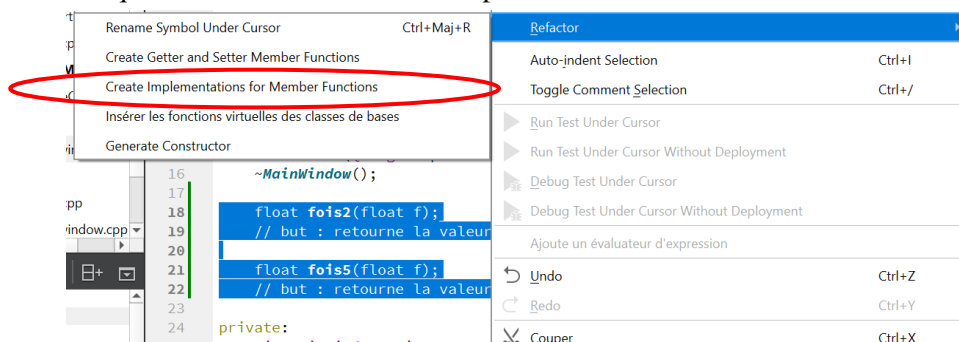 Rename Symbol Under Cursor Ctrl+Maj+R
Create Getter and Setter Member Functions
Create Implementations for Member Functions
Insérer les fonctions virtuelles des classes de bases
Generate Constructor
Refactor
Auto-indent Selection Ctrl+I
Toggle Comment Selection Ctrl+/
Run Test Under Cursor
Run Test Under Cursor Without Deployment
Debug Test Under Cursor
Debug Test Under Cursor Without Deployment
Ajoute un évaluateur d'expression
Undo Ctrl+Z
Redo Ctrl+Y
Couper Ctrl+X
cpp
indow.cpp
16 ~MainWindow();
17
18 float fois2(float f);
19 // but : retourne la valeur
20
21 float fois5(float f);
22 // but : retourne la valeur
23
24 private: